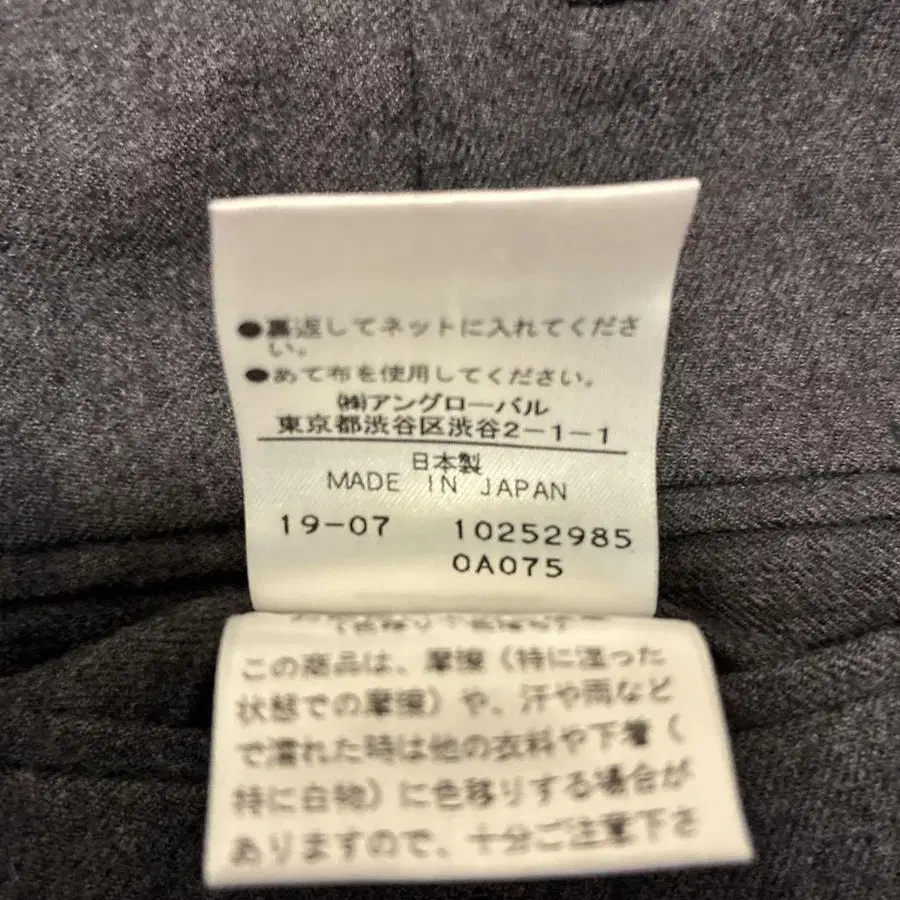 ●裏返してネットに入れてくださ
い。
●あて布を使用してください。
㈱アングローバル
東京都渋谷区渋谷2-1-1
日本製
MADE IN JAPAN
19-07 10252985
0A075
この商品は、摩擦（特に湿った
状態での摩擦）や、汗や雨など
で濡れた時は他の衣料や下着（
特に白物）に色移りする場合が
ありますので、十分ご注意下さ